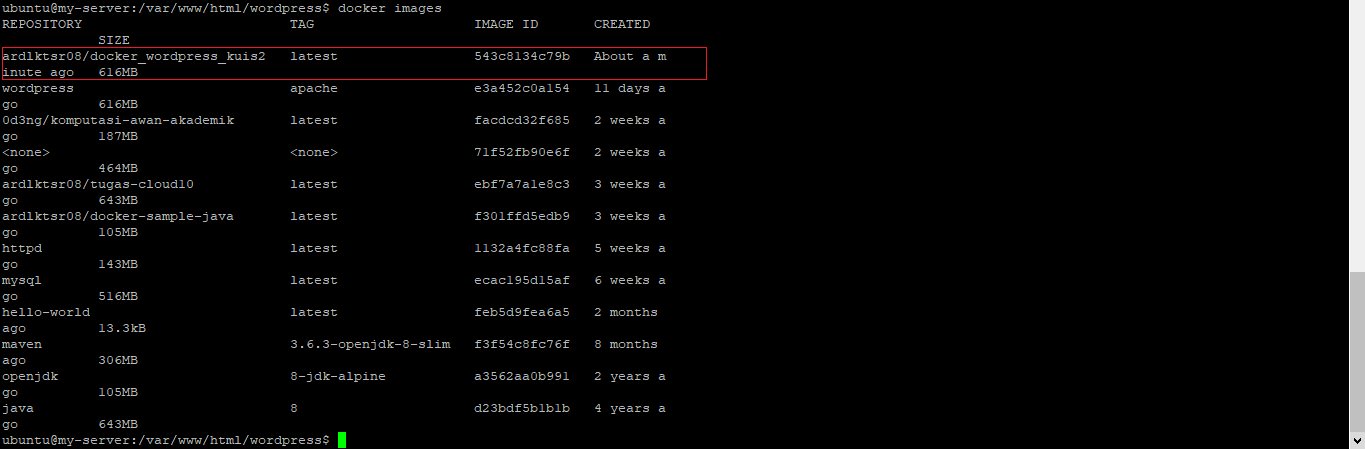 ubuntu@my-server:/var/www/html/wordpress$ docker images
REPOSITORY                          TAG                    IMAGE ID       CREATED
            SIZE
ardlktsr08/docker_wordpress_kuis2   latest                 543c8134c79b   About a m
inute ago   616MB
wordpress                           apache                 e3a452c0a154   11 days a
go          616MB
0d3ng/komputasi-awan-akademik       latest                 facdcd32f685   2 weeks a
go          187MB
<none>                              <none>                 71f52fb90e6f   2 weeks a
go          464MB
ardlktsr08/tugas-cloud10            latest                 ebf7a7a1e8c3   3 weeks a
go          643MB
ardlktsr08/docker-sample-java       latest                 f301ffd5edb9   3 weeks a
go          105MB
httpd                               latest                 1132a4fc88fa   5 weeks a
go          143MB
mysql                               latest                 ecac195d15af   6 weeks a
go          516MB
hello-world                         latest                 feb5d9fea6a5   2 months
ago         13.3kB
maven                               3.6.3-openjdk-8-slim   f3f54c8fc76f   8 months
ago         306MB
openjdk                             8-jdk-alpine           a3562aa0b991   2 years a
go          105MB
java                                8                      d23bdf5b1b1b   4 years a
go          643MB
ubuntu@my-server:/var/www/html/wordpress$